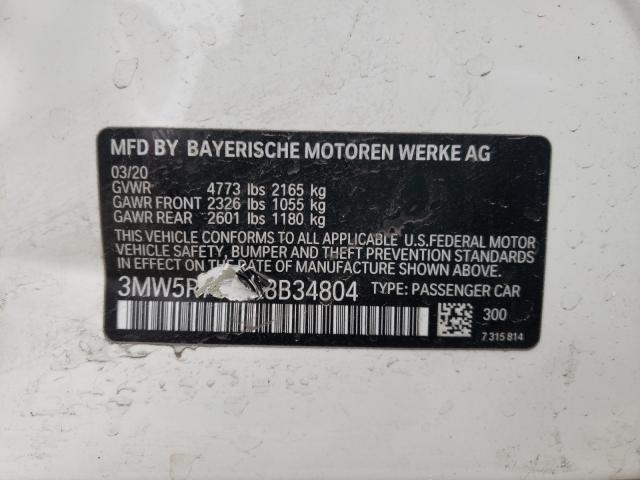 MFD BY BAYERISCHE MOTOREN WERKE AG
03/20
GVWR 4773 lbs 2165 kg
GAWR FRONT 2326 lbs 1055 kg
GAWR REAR 2601 lbs 1180 kg
THIS VEHICLE CONFORMS TO ALL APPLICABLE U.S.FEDERAL MOTOR
VEHICLE SAFETY, BUMPER AND THEFT PREVENTION STANDARDS
IN EFFECT ON THE DATE OF MANUFACTURE SHOWN ABOVE.
8B34804 TYPE: PASSENGER CAR
300
7 315 814